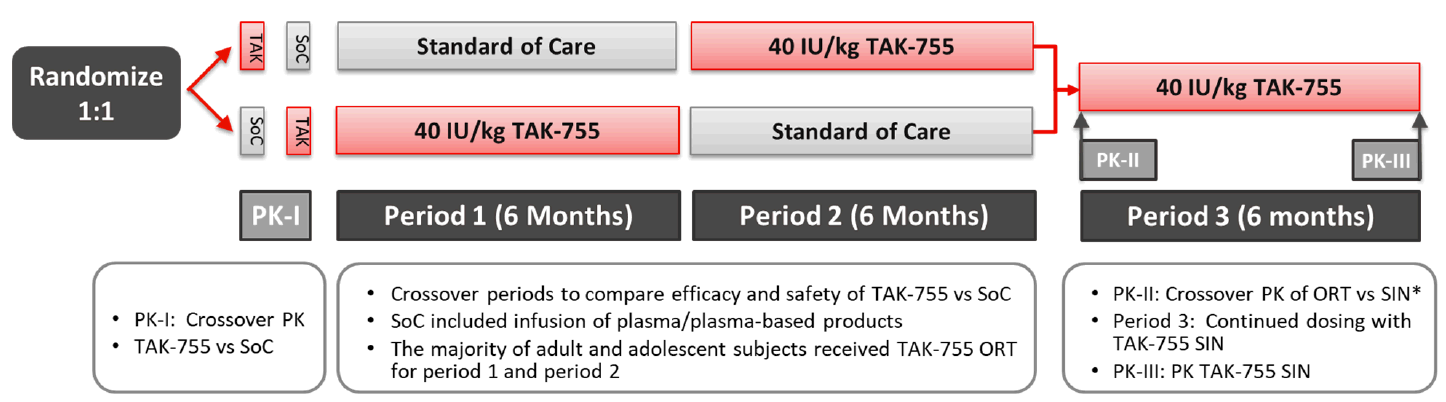 Randomize
1:1
TAK
SoC
Standard of Care
40 IU/kg TAK-755
SoC
TAK
40 IU/kg TAK-755
Standard of Care
40 IU/kg TAK-755
PK-II
PK-III
PK-I
Period 1 (6 Months)
Period 2 (6 Months)
Period 3 (6 months)
• PK-I: Crossover PK
• TAK-755 vs SoC
• Crossover periods to compare efficacy and safety of TAK-755 vs SoC
• SoC included infusion of plasma/plasma-based products
• The majority of adult and adolescent subjects received TAK-755 ORT
for period 1 and period 2
• PK-II: Crossover PK of ORT vs SIN*
• Period 3: Continued dosing with
TAK-755 SIN
• PK-III: PK TAK-755 SIN